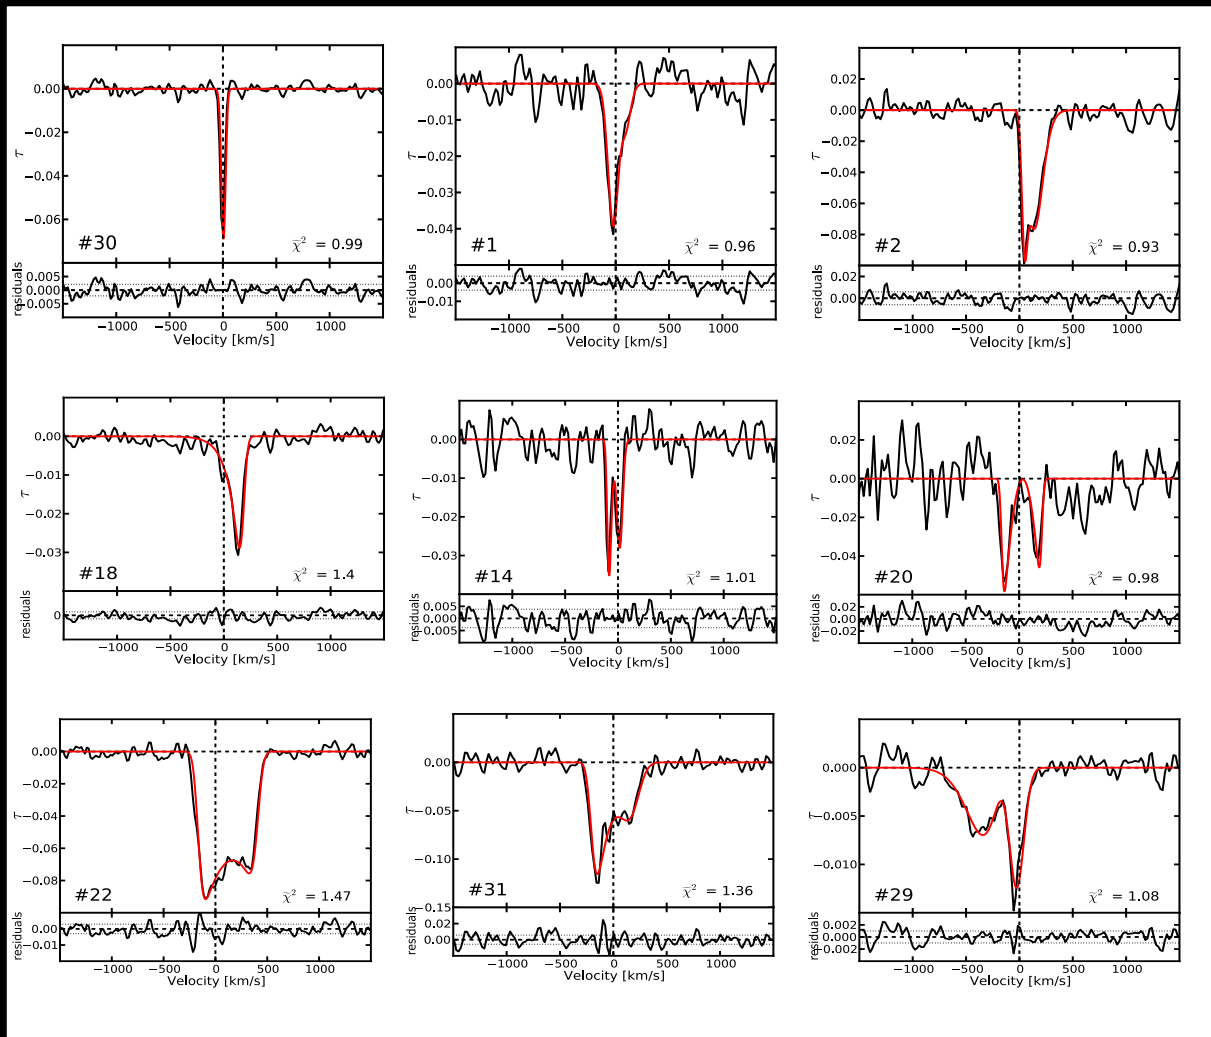 0.00
−0.02
−0.04
−0.06
τ
#30
χ̃² = 0.99
0.005
0.000
−0.005
residuals
−1000 −500 0 500 1000
Velocity [km/s]
0.00
−0.01
−0.02
−0.03
−0.04
τ
#1
χ̃² = 0.96
0.00
−0.01
residuals
−1000 −500 0 500 1000
Velocity [km/s]
0.02
0.00
−0.02
−0.04
−0.06
−0.08
τ
#2
χ̃² = 0.93
0.02
0.00
residuals
−1000 −500 0 500 1000
Velocity [km/s]
0.00
−0.01
−0.02
−0.03
τ
#18
χ̃² = 1.4
0
residuals
−1000 −500 0 500 1000
Velocity [km/s]
0.01
0.00
−0.01
−0.02
−0.03
τ
#14
χ̃² = 1.01
0.005
0.000
−0.005
residuals
−1000 −500 0 500 1000
Velocity [km/s]
0.04
0.02
0.00
−0.02
−0.04
τ
#20
χ̃² = 0.98
0.02
0.00
−0.02
residuals
−1000 −500 0 500 1000
Velocity [km/s]
0.00
−0.02
−0.04
−0.06
−0.08
τ
#22
χ̃² = 1.47
0.00
−0.01
residuals
−1000 −500 0 500 1000
Velocity [km/s]
0.00
−0.05
−0.10
−0.15
τ
#31
χ̃² = 1.36
0.02
0.00
residuals
−1000 −500 0 500 1000
Velocity [km/s]
0.000
−0.005
−0.010
τ
#29
χ̃² = 1.08
0.002
0.000
−0.002
residuals
−1000 −500 0 500 1000
Velocity [km/s]